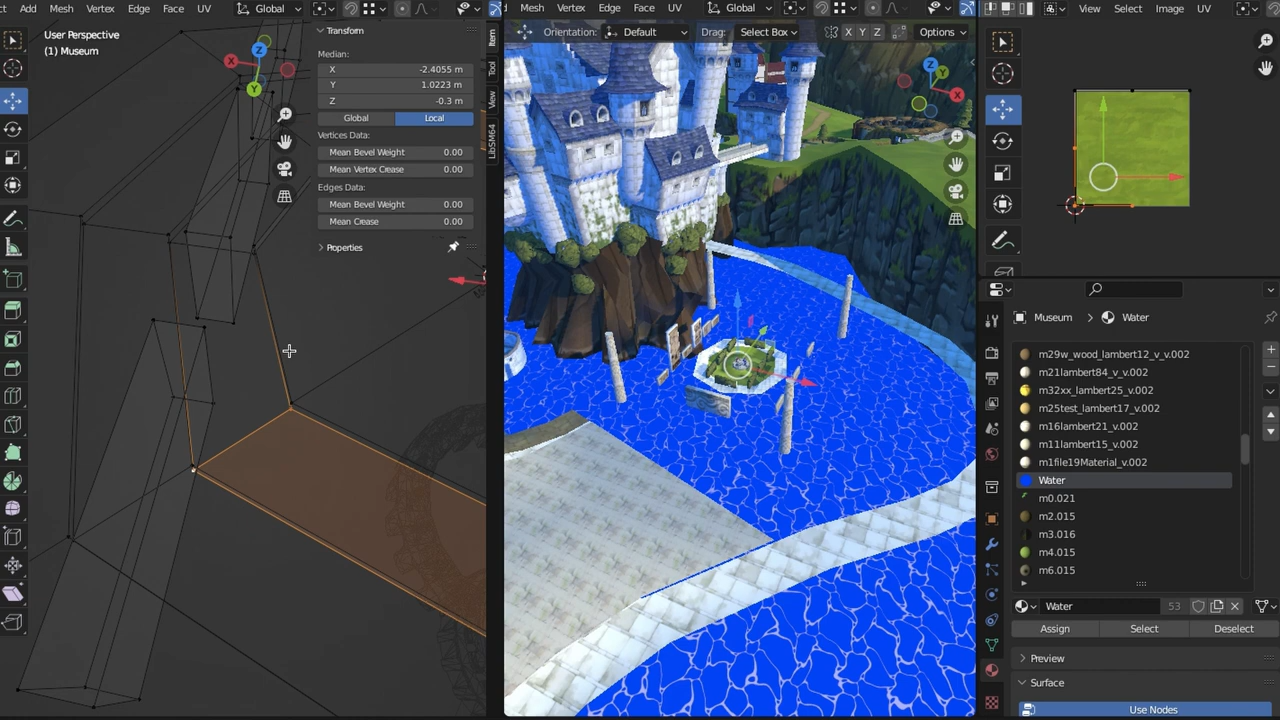 ct Add Mesh Vertex Edge Face UV Global
User Perspective
(1) Museum
Z
X
Y
Transform
Median:
X -2.4055 m
Y 1.0223 m
Z -0.3 m
Global Local
Vertices Data:
Mean Bevel Weight 0.00
Mean Vertex Crease 0.00
Edges Data:
Mean Bevel Weight 0.00
Mean Crease 0.00
Properties
Item
Tool
View
LibSM64
d Mesh Vertex Edge Face UV Global
Orientation: Default Drag: Select Box X Y Z Options
Z
Y
X
View Select Image UV
Museum Water
m29w_wood_lambert12_v_v.002
m21lambert84_v_v.002
m32xx_lambert25_v.002
m25test_lambert17_v.002
m16lambert21_v.002
m11lambert15_v.002
m1file19Material_v.002
Water
m0.021
m2.015
m3.016
m4.015
m6.015
Water 53
Assign Select Deselect
Preview
Surface
Use Nodes